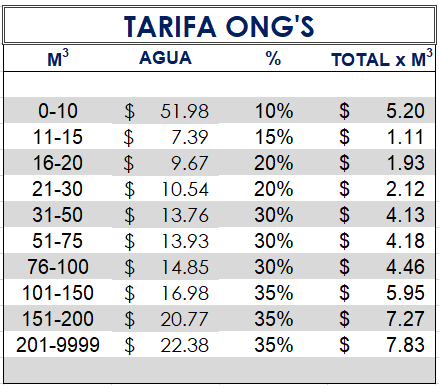 TARIFA ONG'S
M³ AGUA % TOTAL x M³
0-10 $ 51.98 10% $ 5.20
11-15 $ 7.39 15% $ 1.11
16-20 $ 9.67 20% $ 1.93
21-30 $ 10.54 20% $ 2.12
31-50 $ 13.76 30% $ 4.13
51-75 $ 13.93 30% $ 4.18
76-100 $ 14.85 30% $ 4.46
101-150 $ 16.98 35% $ 5.95
151-200 $ 20.77 35% $ 7.27
201-9999 $ 22.38 35% $ 7.83